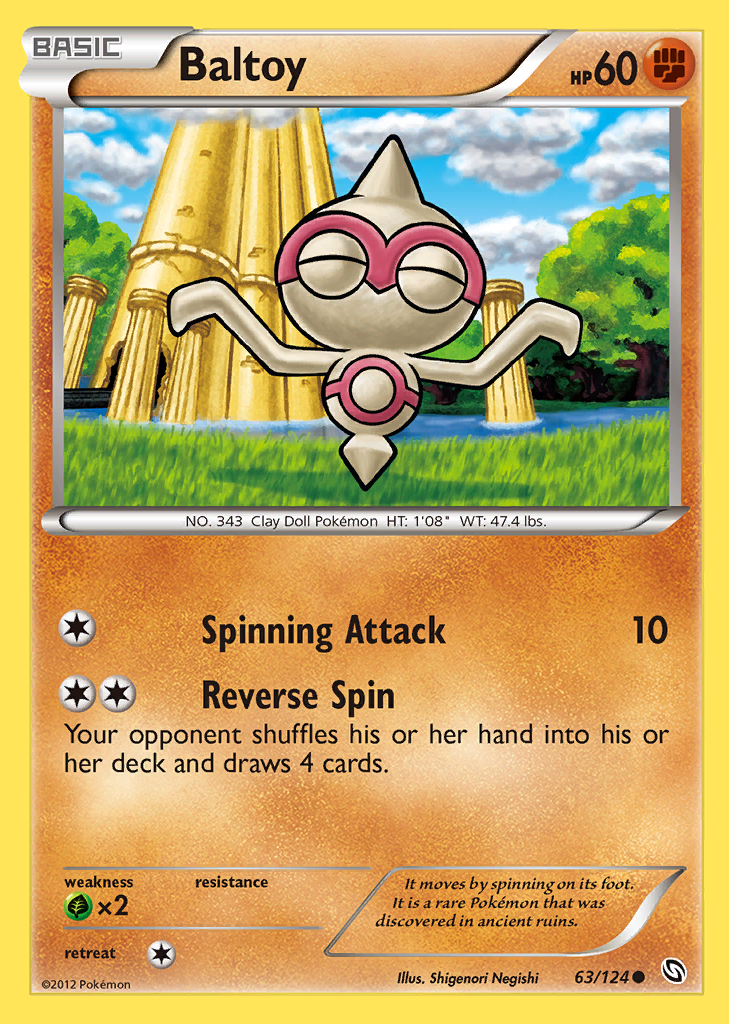 BASIC
Baltoy
HP60
NO. 343 Clay Doll Pokémon HT: 1'08" WT: 47.4 lbs.
Spinning Attack 10
Reverse Spin
Your opponent shuffles his or her hand into his or
her deck and draws 4 cards.
weakness resistance
×2
retreat
It moves by spinning on its foot.
It is a rare Pokémon that was
discovered in ancient ruins.
©2012 Pokémon
Illus. Shigenori Negishi
63/124